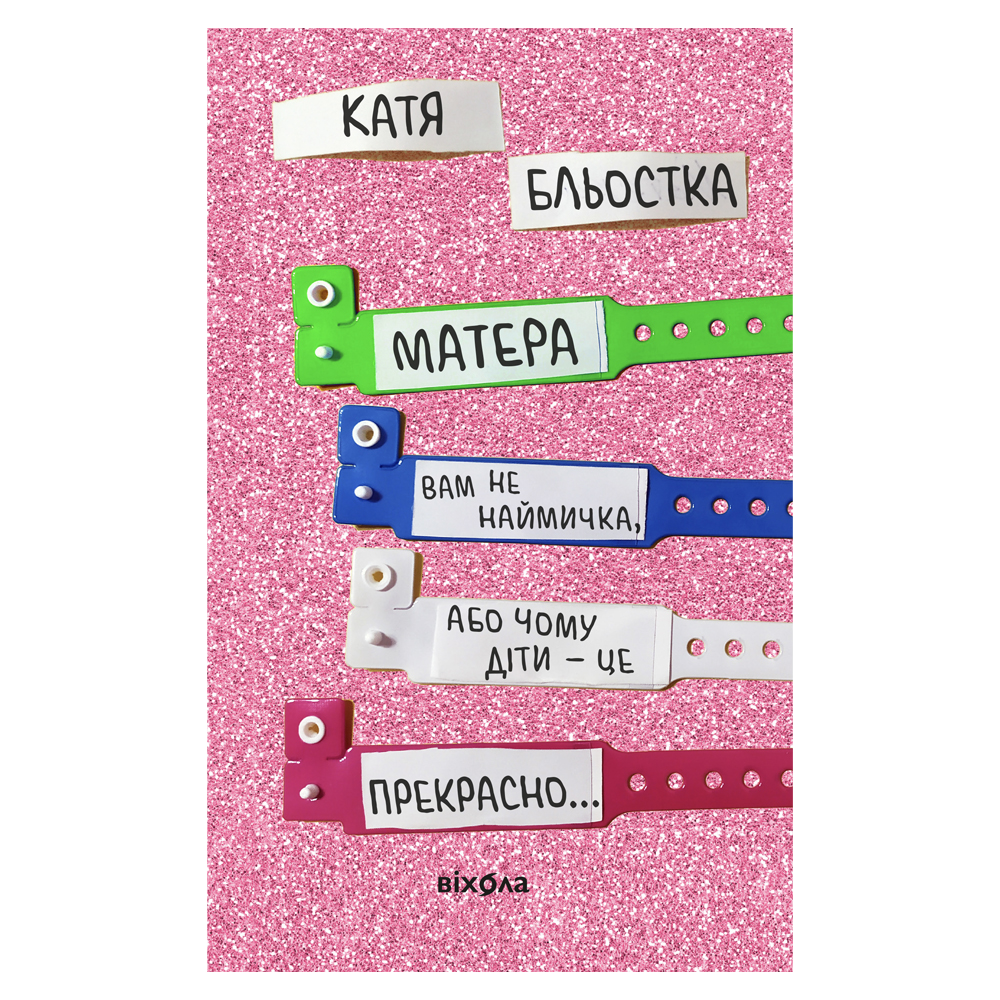 КАТЯ
БЛЬОСТКА
МАТЕРА
ВАМ НЕ
НАЙМИЧКА,
АБО ЧОМУ
ДІТИ – ЦЕ
ПРЕКРАСНО...
віхола